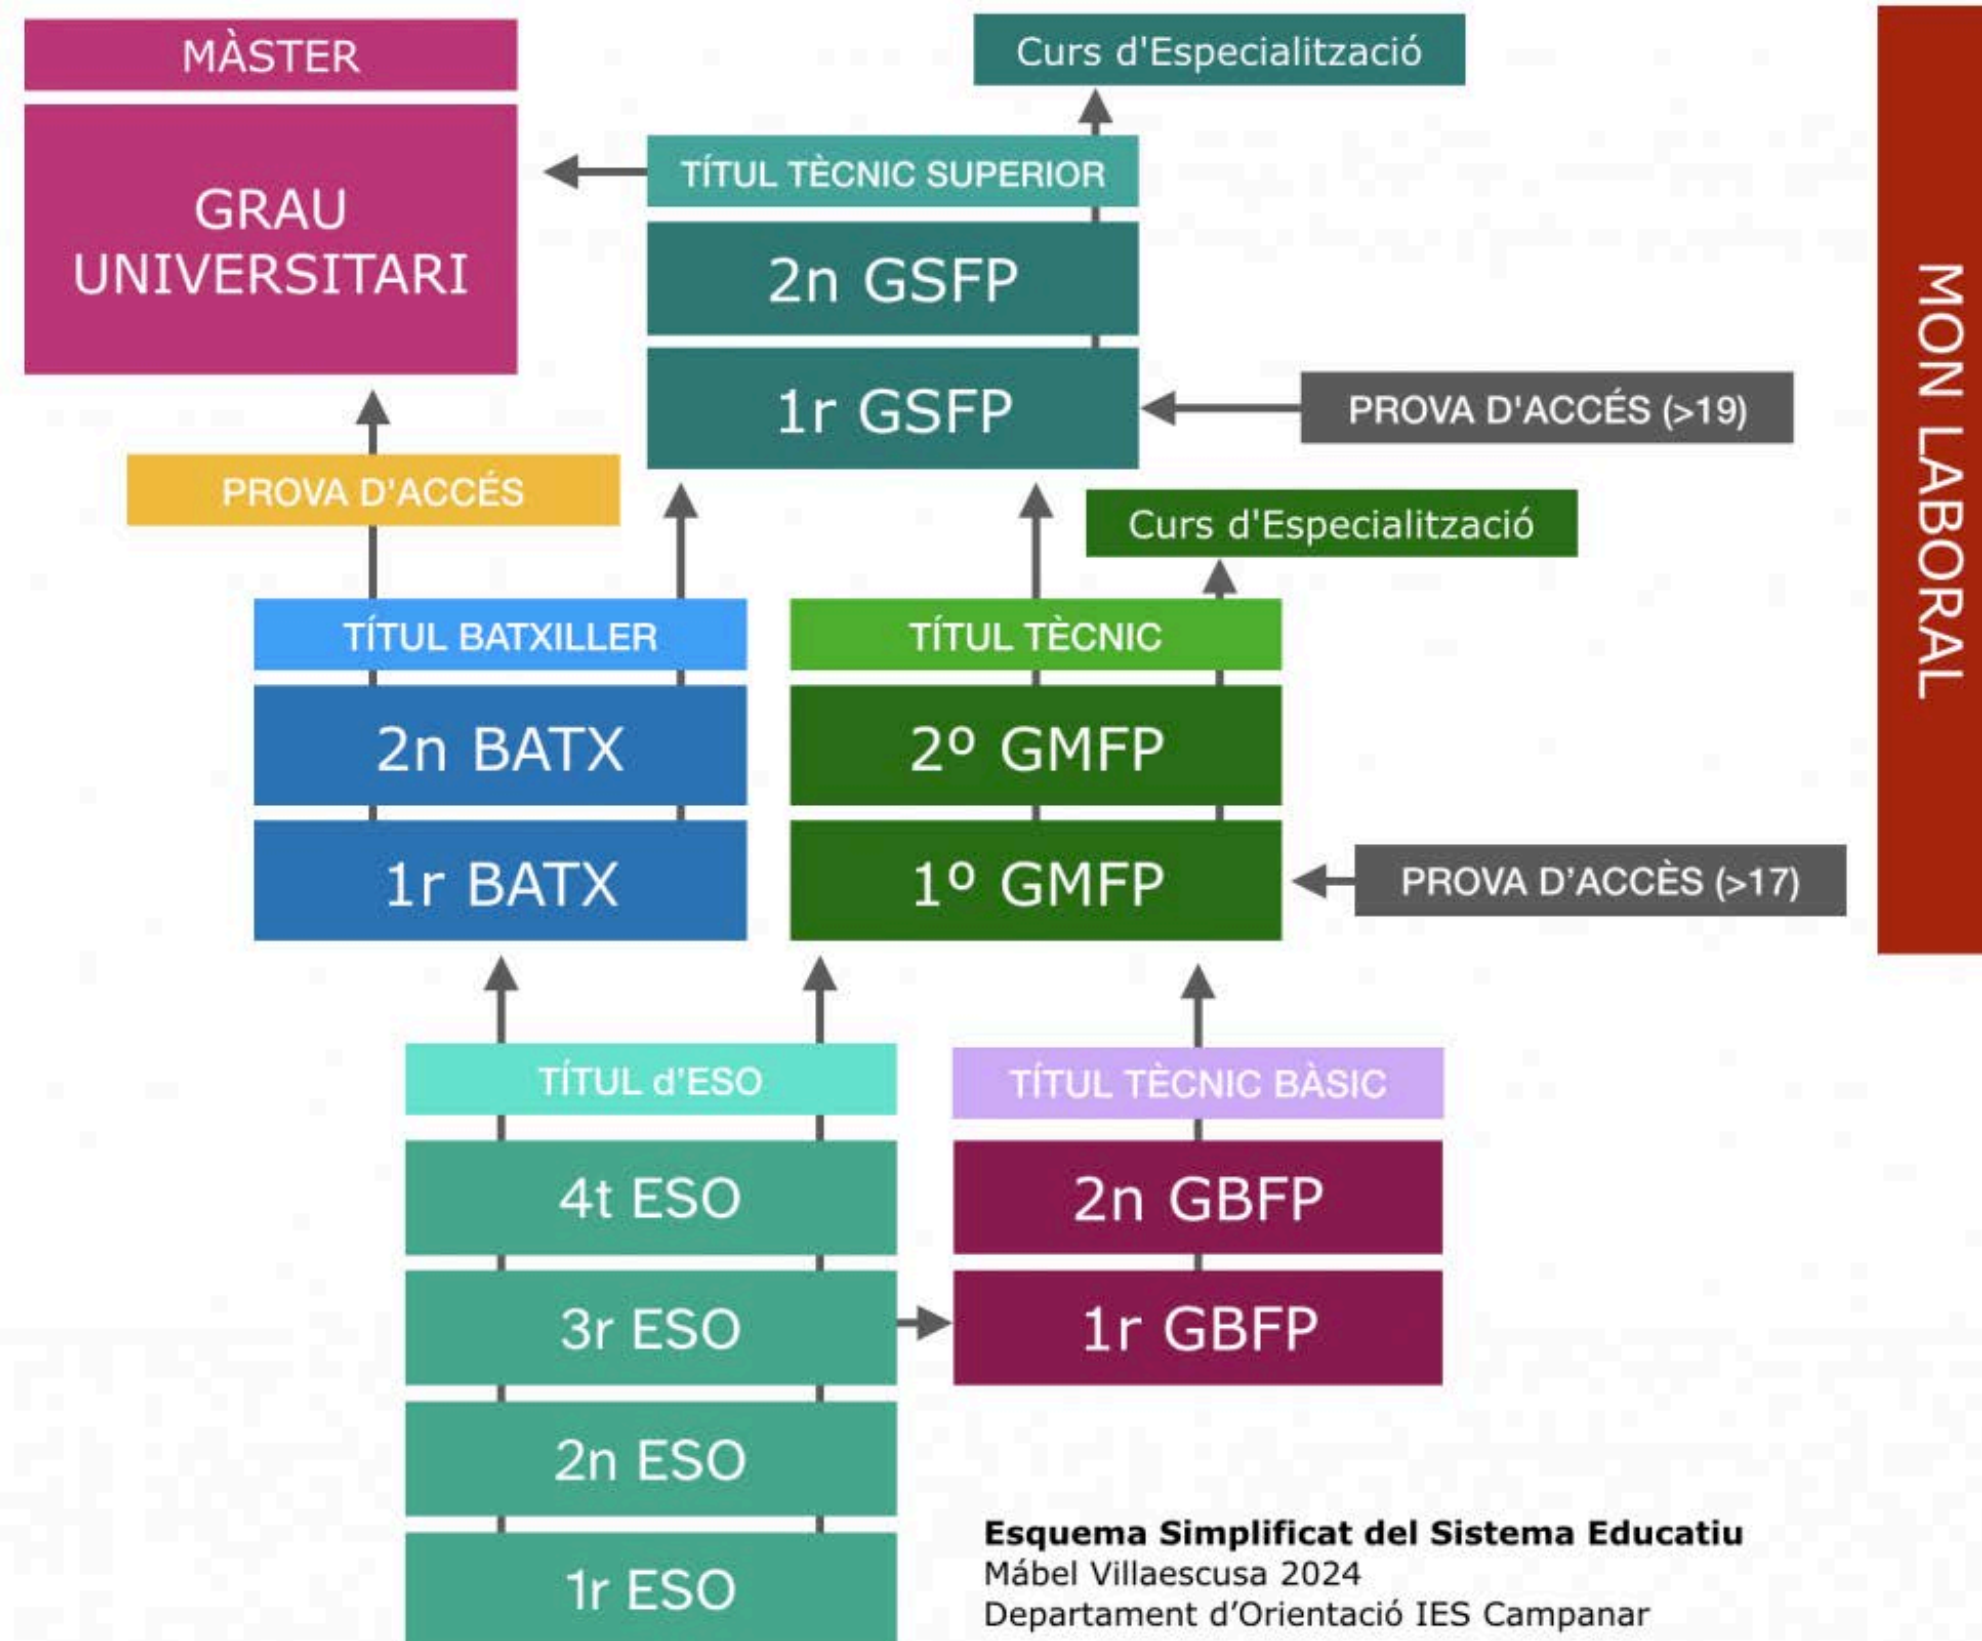 MÀSTER
GRAU
UNIVERSITARI
Curs d'Especialització
TÍTUL TÈCNIC SUPERIOR
2n GSFP
1r GSFP
PROVA D'ACCÉS (>19)
PROVA D'ACCÉS
Curs d'Especialització
TÍTUL BATXILLER
2n BATX
1r BATX
TÍTUL TÈCNIC
2º GMFP
1º GMFP
PROVA D’ACCÈS (>17)
MON LABORAL
TÍTUL d'ESO
4t ESO
3r ESO
2n ESO
1r ESO
TÍTUL TÈCNIC BÀSIC
2n GBFP
1r GBFP
Esquema Simplificat del Sistema Educatiu
Mábel Villaescusa 2024
Departament d’Orientació IES Campanar